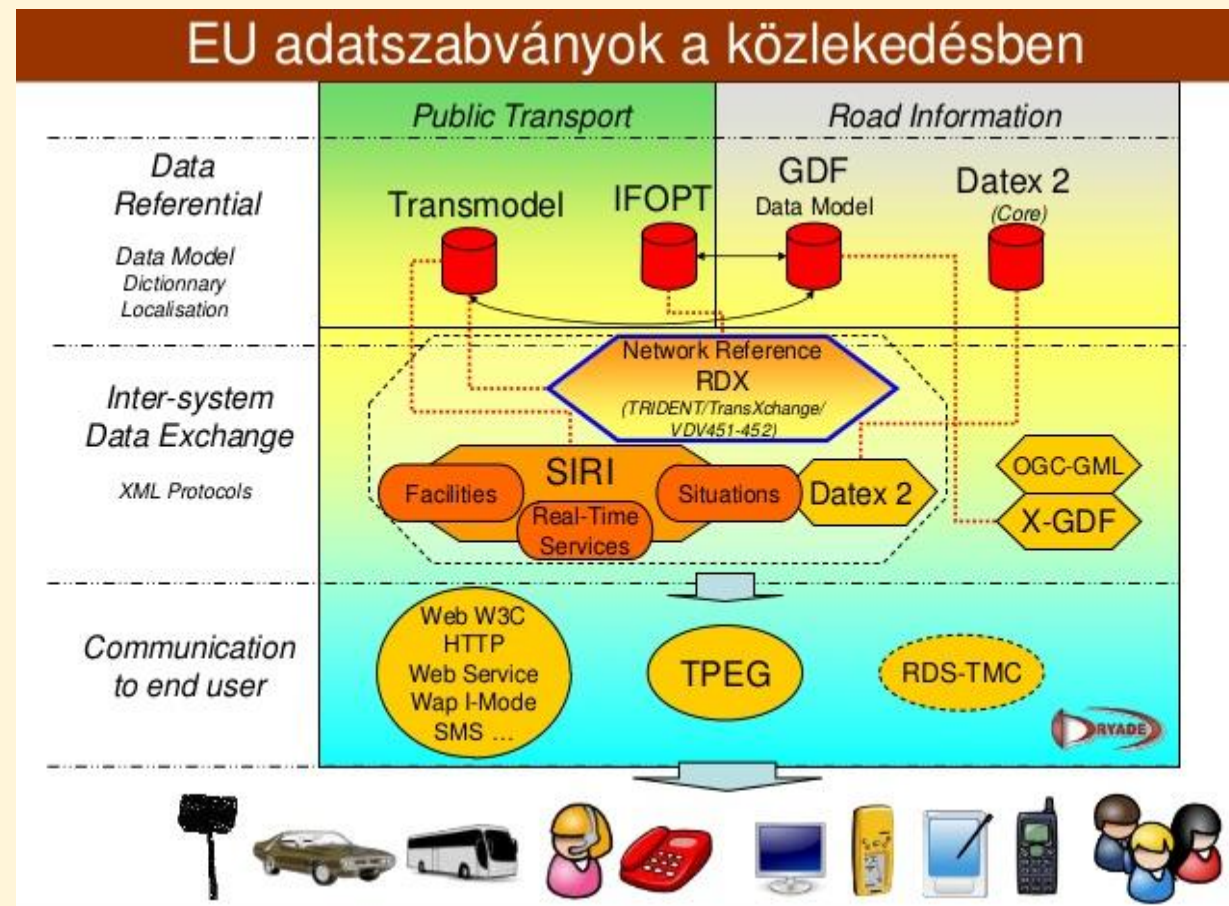 EU adatszabványok a közlekedésben
Public Transport
Road Information
Data
Referential
Data Model
Dictionnary
Localisation
Transmodel
IFOPT
GDF
Data Model
Datex 2
(Core)
Inter-system
Data Exchange
XML Protocols
Network Reference
RDX
(TRIDENT/TransXchange/
VDV451-452)
SIRI
Facilities
Real-Time
Services
Situations
Datex 2
OGC-GML
X-GDF
Communication
to end user
Web W3C
HTTP
Web Service
Wap I-Mode
SMS ...
TPEG
RDS-TMC
DRYADE